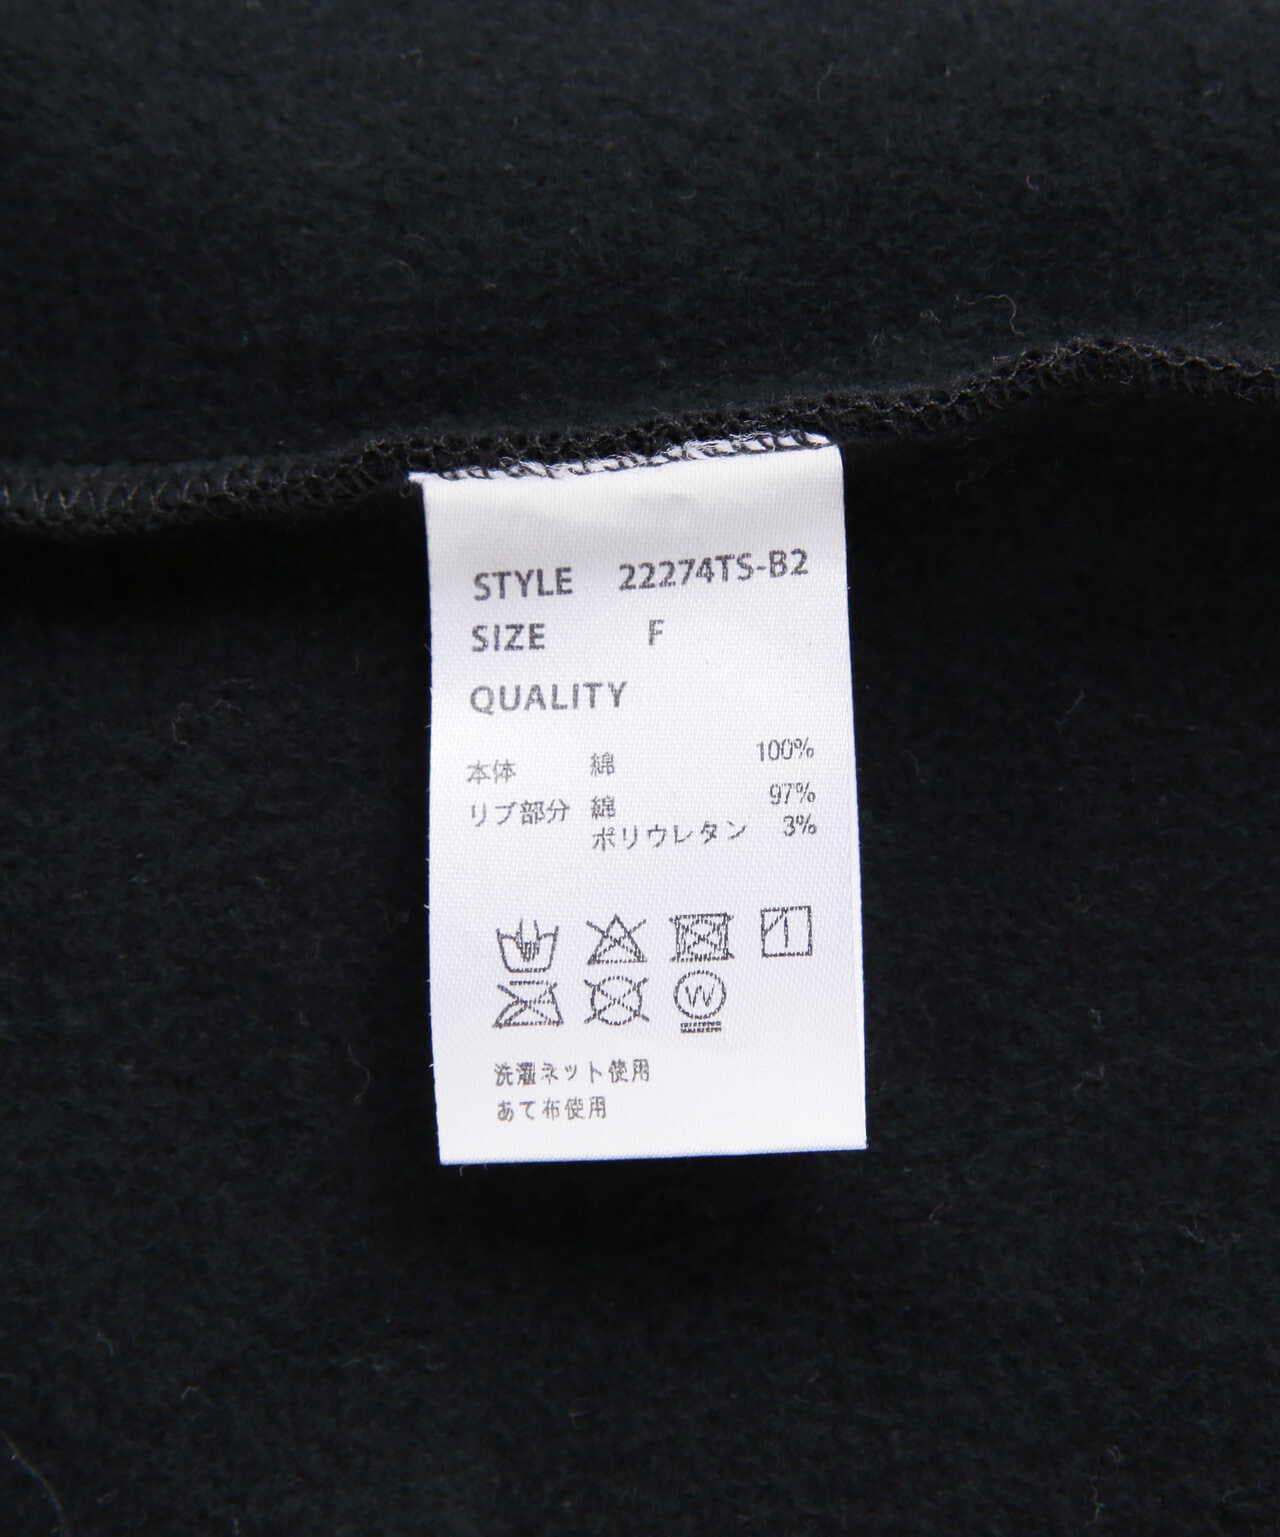 STYLE 22274TS-B2
SIZE F
QUALITY
本体 綿 100%
リブ部分 綿 97%
ポリウレタン 3%
W
洗濯ネット使用
あて布使用